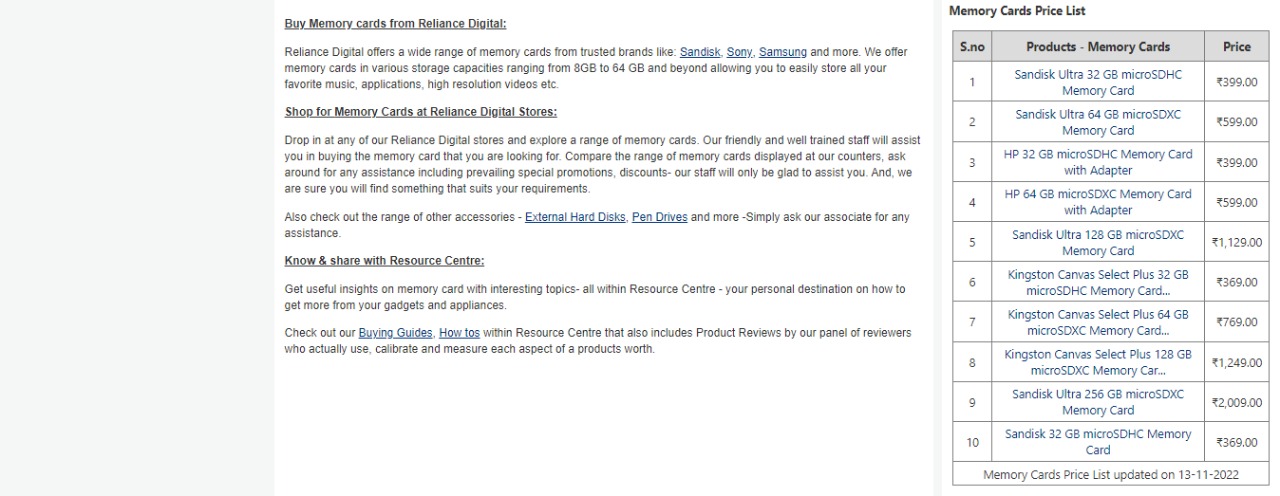 Buy Memory cards from Reliance Digital:
Reliance Digital offers a wide range of memory cards from trusted brands like: Sandisk, Sony, Samsung and more. We offer
memory cards in various storage capacities ranging from 8GB to 64 GB and beyond allowing you to easily store all your
favorite music, applications, high resolution videos etc.
Shop for Memory Cards at Reliance Digital Stores:
Drop in at any of our Reliance Digital stores and explore a range of memory cards. Our friendly and well trained staff will assist
you in buying the memory card that you are looking for. Compare the range of memory cards displayed at our counters, ask
around for any assistance including prevailing special promotions, discounts- our staff will only be glad to assist you. And, we
are sure you will find something that suits your requirements.
Also check out the range of other accessories - External Hard Disks, Pen Drives and more -Simply ask our associate for any
assistance.
Know & share with Resource Centre:
Get useful insights on memory card with interesting topics- all within Resource Centre - your personal destination on how to
get more from your gadgets and appliances.
Check out our Buying Guides, How tos within Resource Centre that also includes Product Reviews by our panel of reviewers
who actually use, calibrate and measure each aspect of a products worth.
Memory Cards Price List
S.no Products - Memory Cards Price
1 Sandisk Ultra 32 GB microSDHC
Memory Card ₹399.00
2 Sandisk Ultra 64 GB microSDXC
Memory Card ₹599.00
3 HP 32 GB microSDHC Memory Card
with Adapter ₹399.00
4 HP 64 GB microSDXC Memory Card
with Adapter ₹599.00
5 Sandisk Ultra 128 GB microSDXC
Memory Card ₹1,129.00
6 Kingston Canvas Select Plus 32 GB
microSDHC Memory Card... ₹369.00
7 Kingston Canvas Select Plus 64 GB
microSDXC Memory Card... ₹769.00
8 Kingston Canvas Select Plus 128 GB
microSDXC Memory Car... ₹1,249.00
9 Sandisk Ultra 256 GB microSDXC
Memory Card ₹2,009.00
10 Sandisk 32 GB microSDHC Memory
Card ₹369.00
Memory Cards Price List updated on 13-11-2022